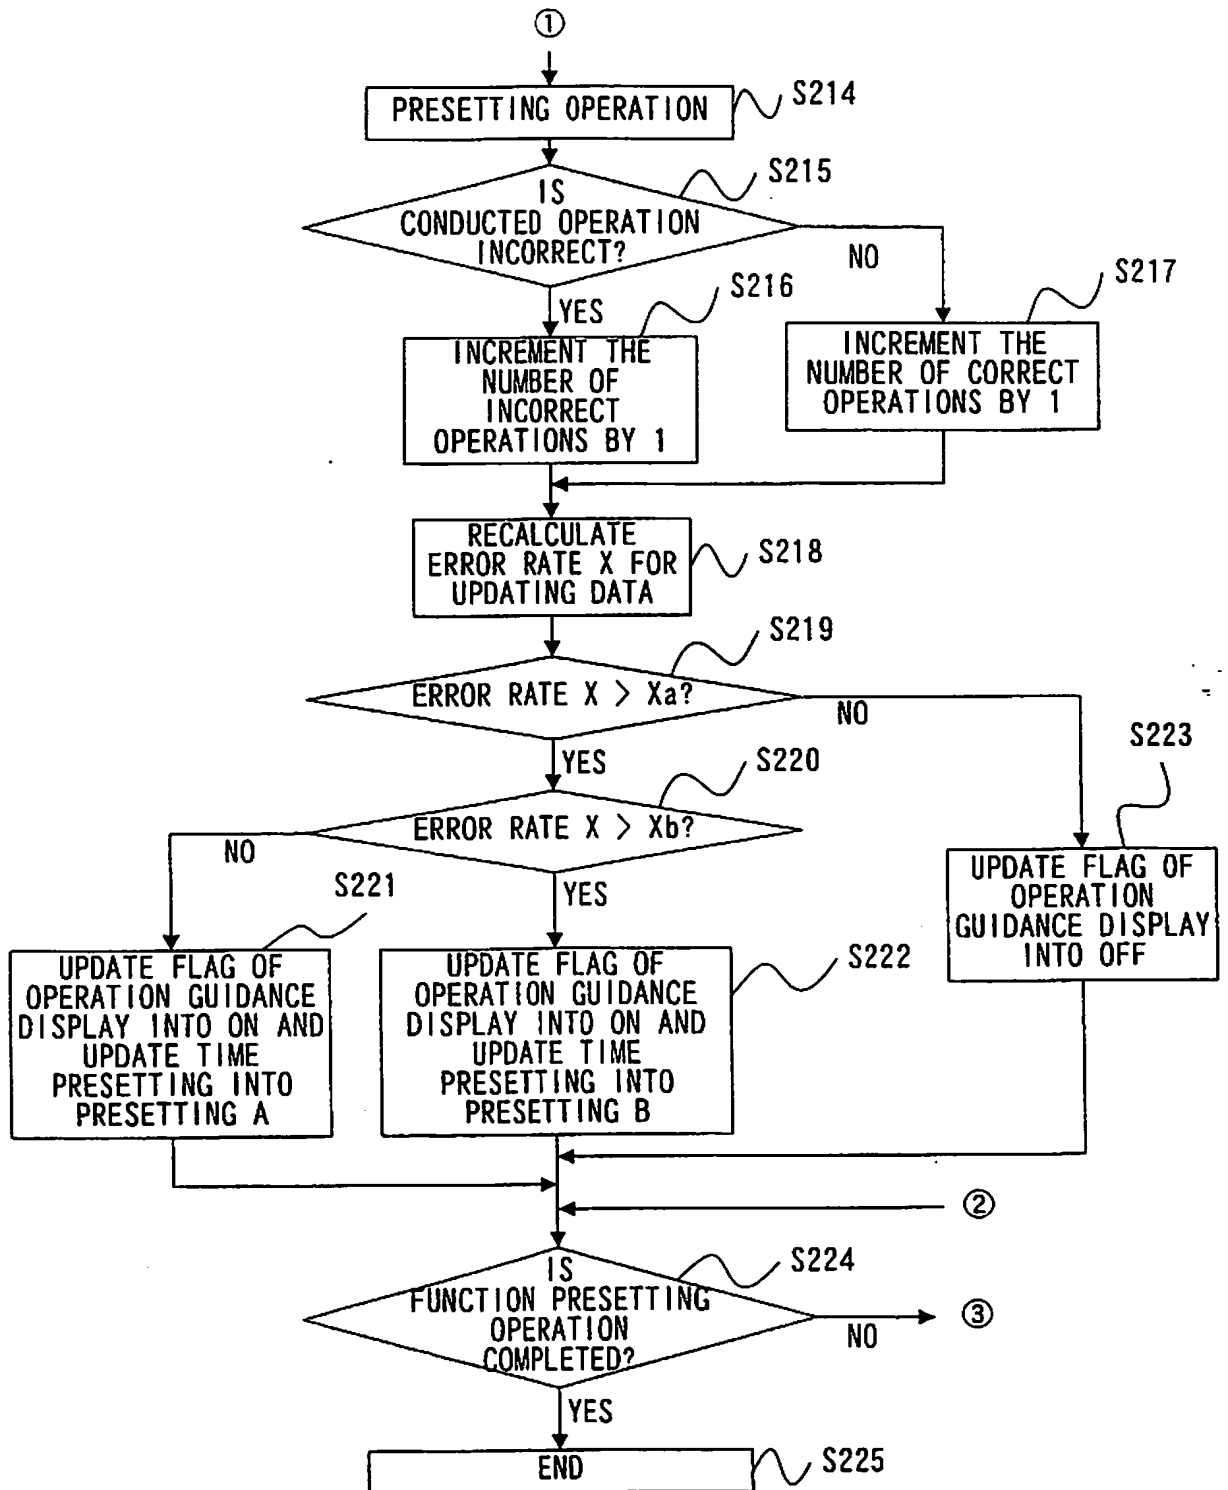 ①
PRESETTING OPERATION
S214
IS
CONDUCTED OPERATION
INCORRECT?
S215
NO
YES
S216
INCREMENT THE
NUMBER OF
INCORRECT
OPERATIONS BY 1
S217
INCREMENT THE
NUMBER OF CORRECT
OPERATIONS BY 1
RECALCULATE
ERROR RATE X FOR
UPDATING DATA
S218
S219
ERROR RATE X > Xa?
NO
YES
S220
ERROR RATE X > Xb?
NO
YES
S223
UPDATE FLAG OF
OPERATION
GUIDANCE DISPLAY
INTO OFF
S221
UPDATE FLAG OF
OPERATION GUIDANCE
DISPLAY INTO ON AND
UPDATE TIME
PRESETTING INTO
PRESETTING A
S222
UPDATE FLAG OF
OPERATION GUIDANCE
DISPLAY INTO ON AND
UPDATE TIME
PRESETTING INTO
PRESETTING B
②
S224
IS
FUNCTION PRESETTING
OPERATION
COMPLETED?
NO
③
YES
END
S225